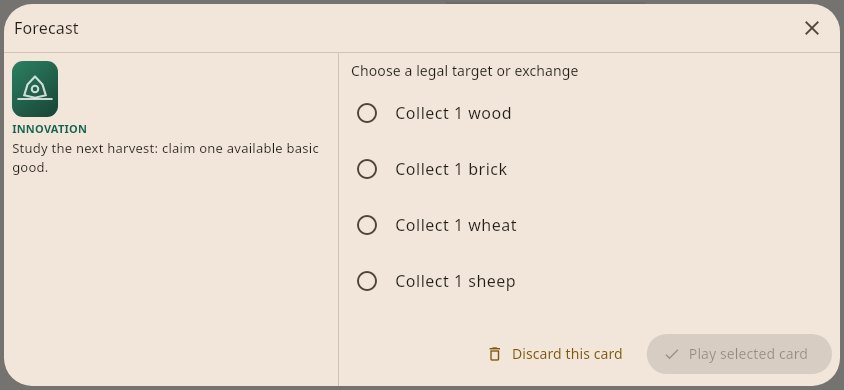 Forecast
INNOVATION
Study the next harvest: claim one available basic
good.
Choose a legal target or exchange
Collect 1 wood
Collect 1 brick
Collect 1 wheat
Collect 1 sheep
Discard this card
Play selected card